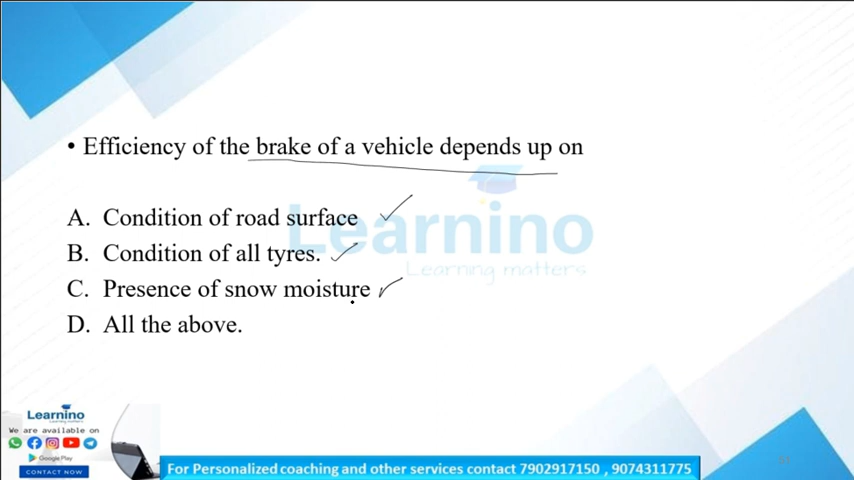 • Efficiency of the brake of a vehicle depends up on
A. Condition of road surface
B. Condition of all tyres.
C. Presence of snow moisture
D. All the above.
Learnino
Learning matters
Learnino
Learning matters
We are available on
Google Play
CONTACT NOW
For Personalized coaching and other services contact 7902917150 , 9074311775